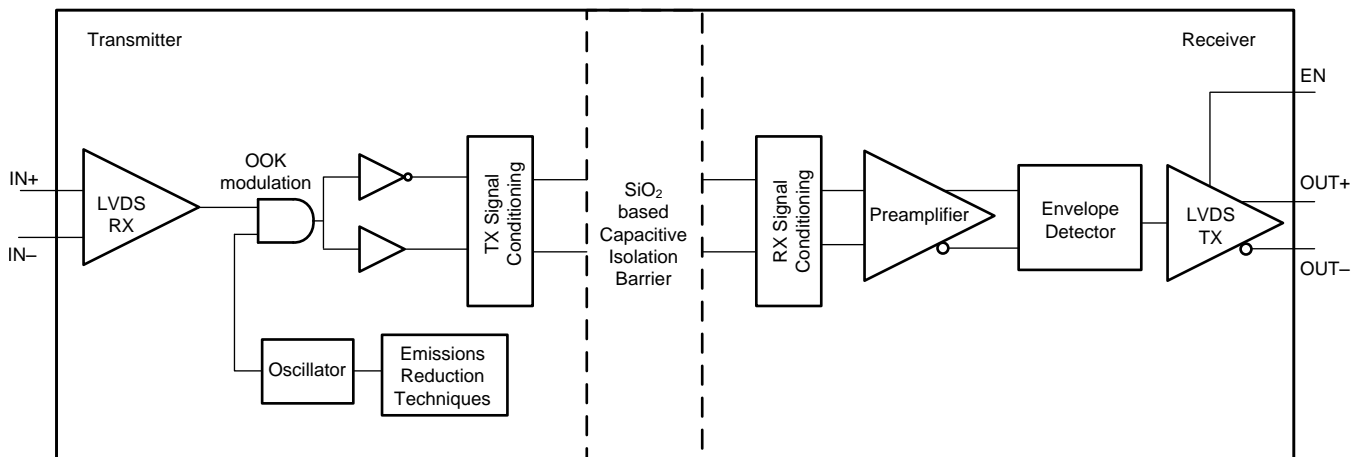 Transmitter
Receiver
EN
OOK
modulation
IN+
IN–
LVDS
RX
TX Signal
Conditioning
SiO₂
based
Capacitive
Isolation
Barrier
RX Signal
Conditioning
Preamplifier
Envelope
Detector
LVDS
TX
OUT+
OUT–
Oscillator
Emissions
Reduction
Techniques